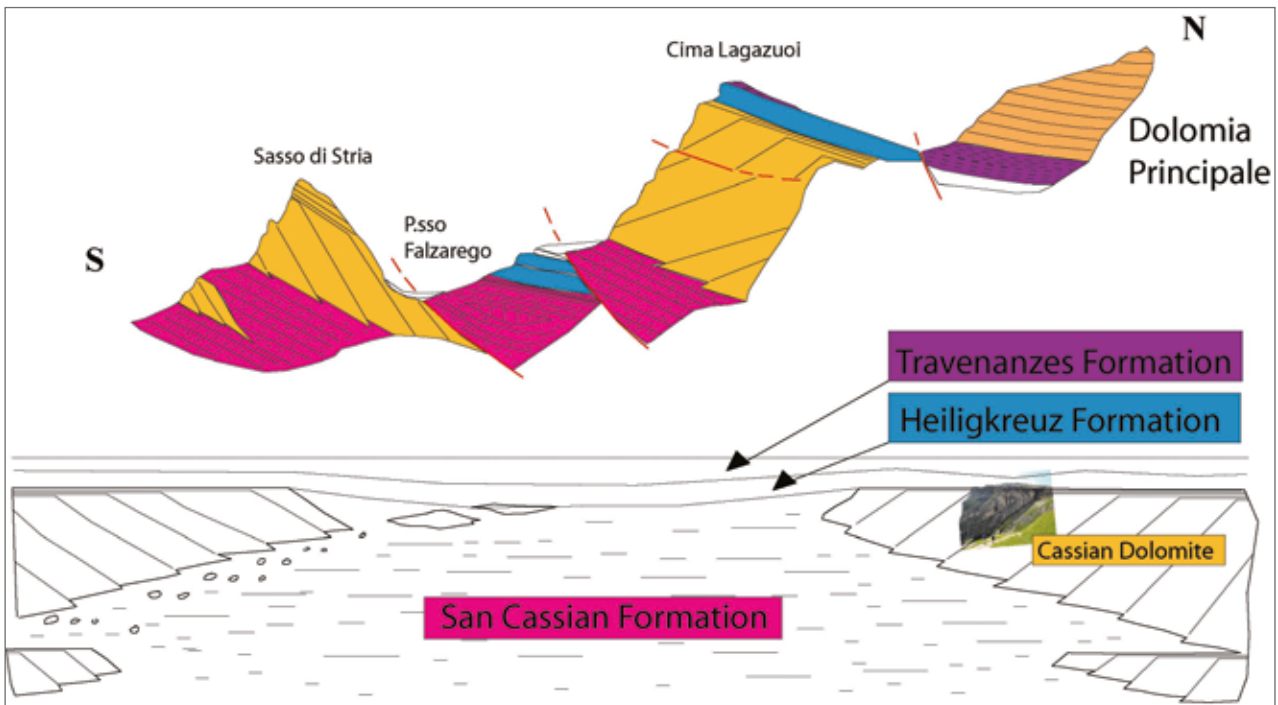 N
Cima Lagazuoi
Dolomia
Principale
Sasso di Stria
P.sso
Falzarego
S
Travenanzes Formation
Heiligkreuz Formation
Cassian Dolomite
San Cassian Formation